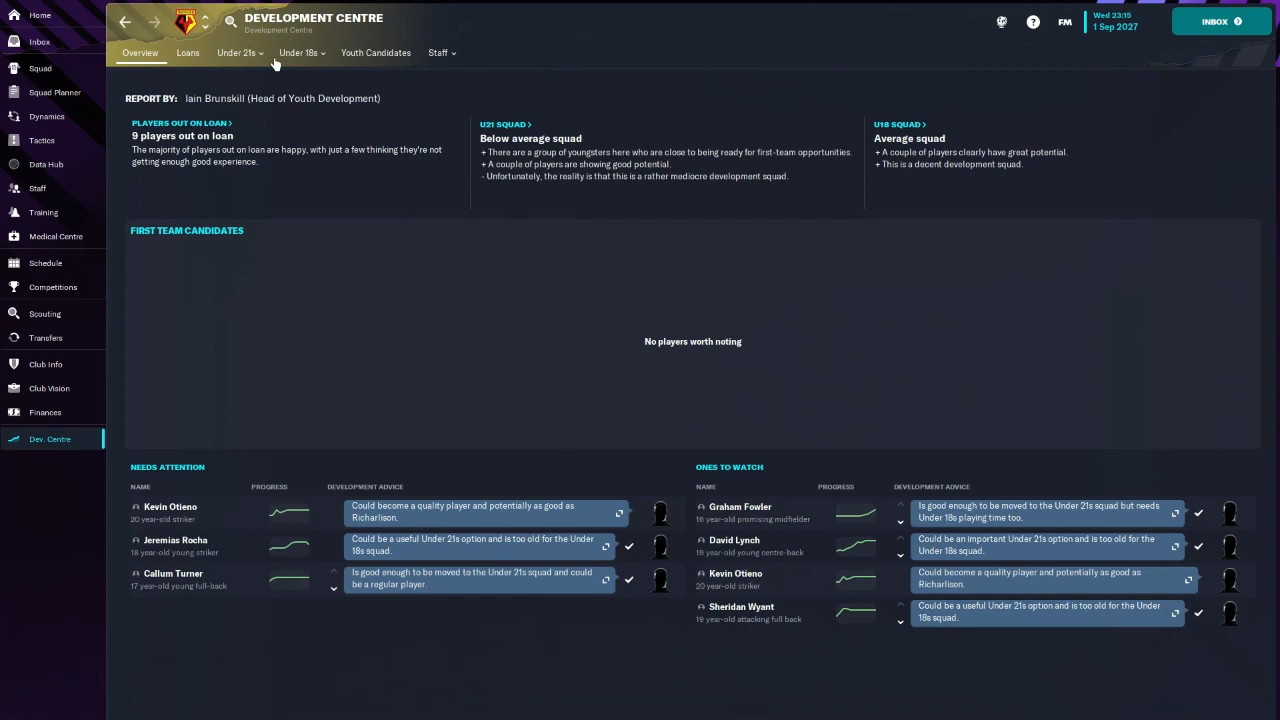 DEVELOPMENT CENTRE
Development Centre
FM
Wed 23:15
1 Sep 2027
INBOX
Overview
Loans
Under 21s
Under 18s
Youth Candidates
Staff
Home
Inbox
Squad
Squad Planner
Dynamics
Tactics
Data Hub
Staff
Training
Medical Centre
Schedule
Competitions
Scouting
Transfers
Club Info
Club Vision
Finances
Dev. Centre
REPORT BY: Iain Brunskill (Head of Youth Development)
PLAYERS OUT ON LOAN >
9 players out on loan
The majority of players out on loan are happy, with just a few thinking they're not
getting enough good experience.
U21 SQUAD >
Below average squad
+ There are a group of youngsters here who are close to being ready for first-team opportunities.
+ A couple of players are showing good potential.
- Unfortunately, the reality is that this is a rather mediocre development squad.
U18 SQUAD >
Average squad
+ A couple of players clearly have great potential.
+ This is a decent development squad.
FIRST TEAM CANDIDATES
No players worth noting
NEEDS ATTENTION
NAME PROGRESS DEVELOPMENT ADVICE
Kevin Otieno
20 year-old striker
Could become a quality player and potentially as good as
Richarlison.
Jeremias Rocha
18 year-old young striker
Could be a useful Under 21s option and is too old for the Under
18s squad.
Callum Turner
17 year-old young full-back
Is good enough to be moved to the Under 21s squad and could
be a regular player.
ONES TO WATCH
NAME PROGRESS DEVELOPMENT ADVICE
Graham Fowler
16 year-old promising midfielder
Is good enough to be moved to the Under 21s squad but needs
Under 18s playing time too.
David Lynch
19 year-old young centre-back
Could be an important Under 21s option and is too old for the
Under 18s squad.
Kevin Otieno
20 year-old striker
Could become a quality player and potentially as good as
Richarlison.
Sheridan Wyant
19 year-old attacking full back
Could be a useful Under 21s option and is too old for the Under
18s squad.